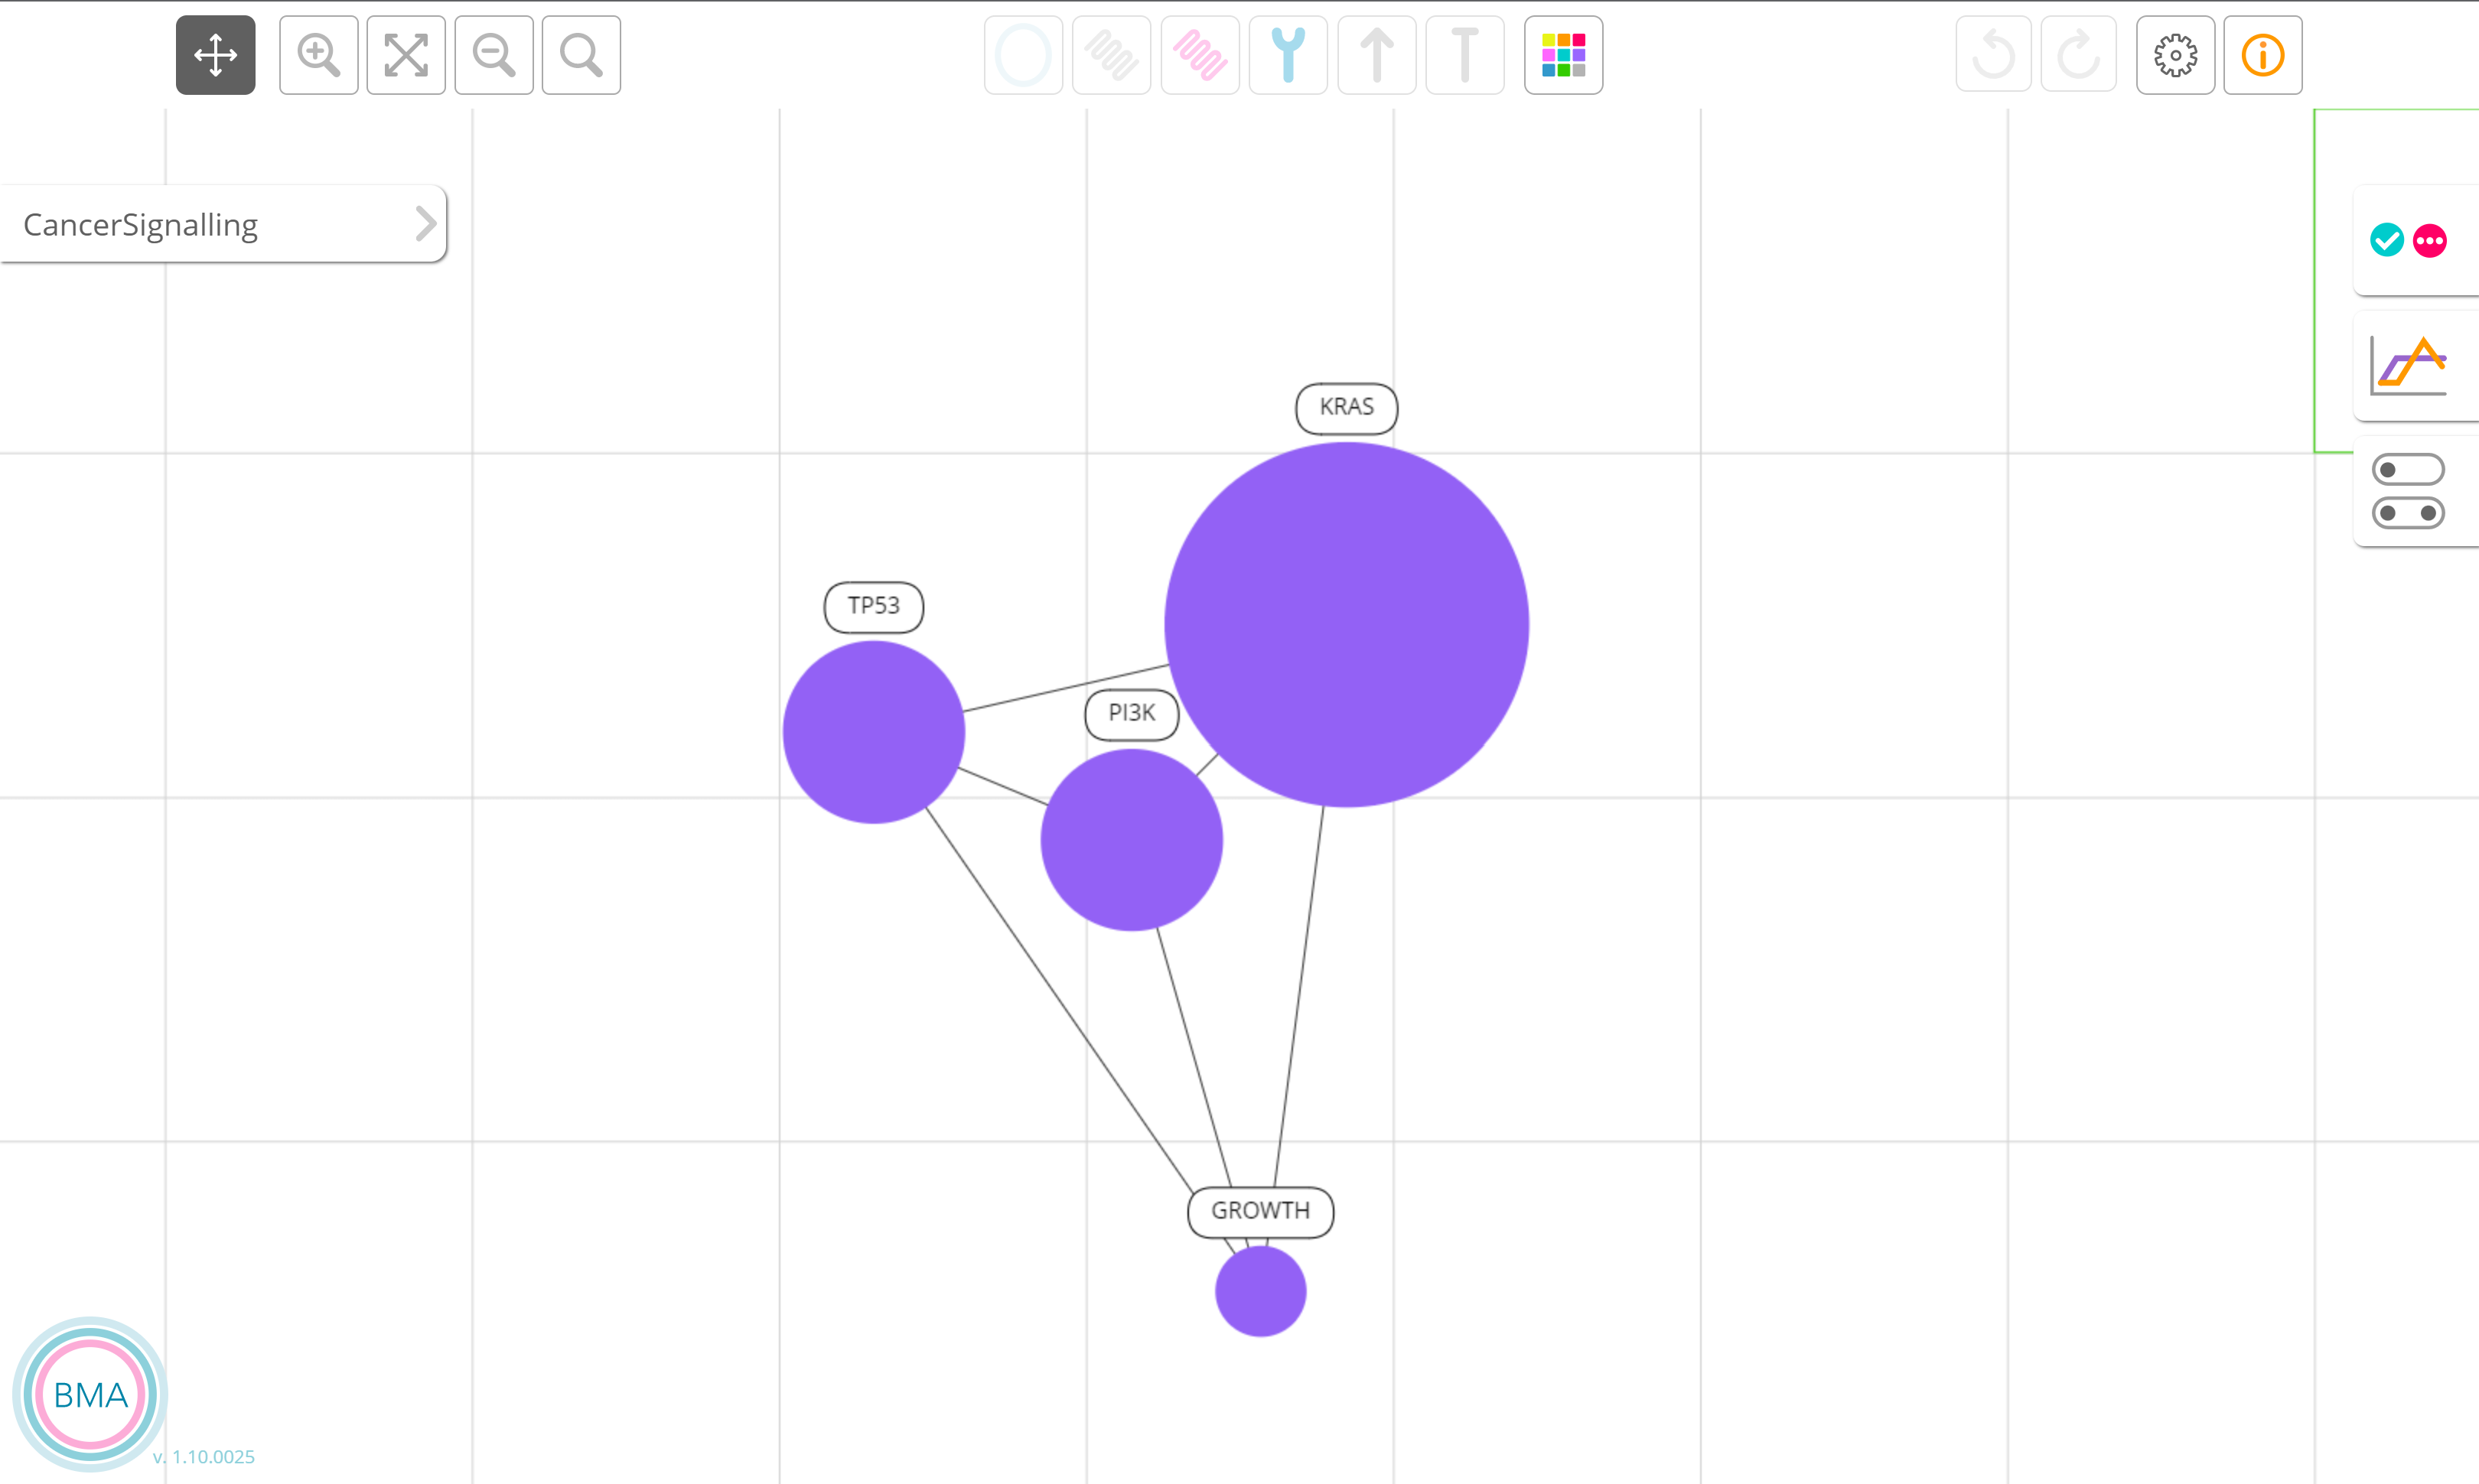 CancerSignalling
KRAS
TP53
PI3K
GROWTH
BMA
v. 1.10.0025